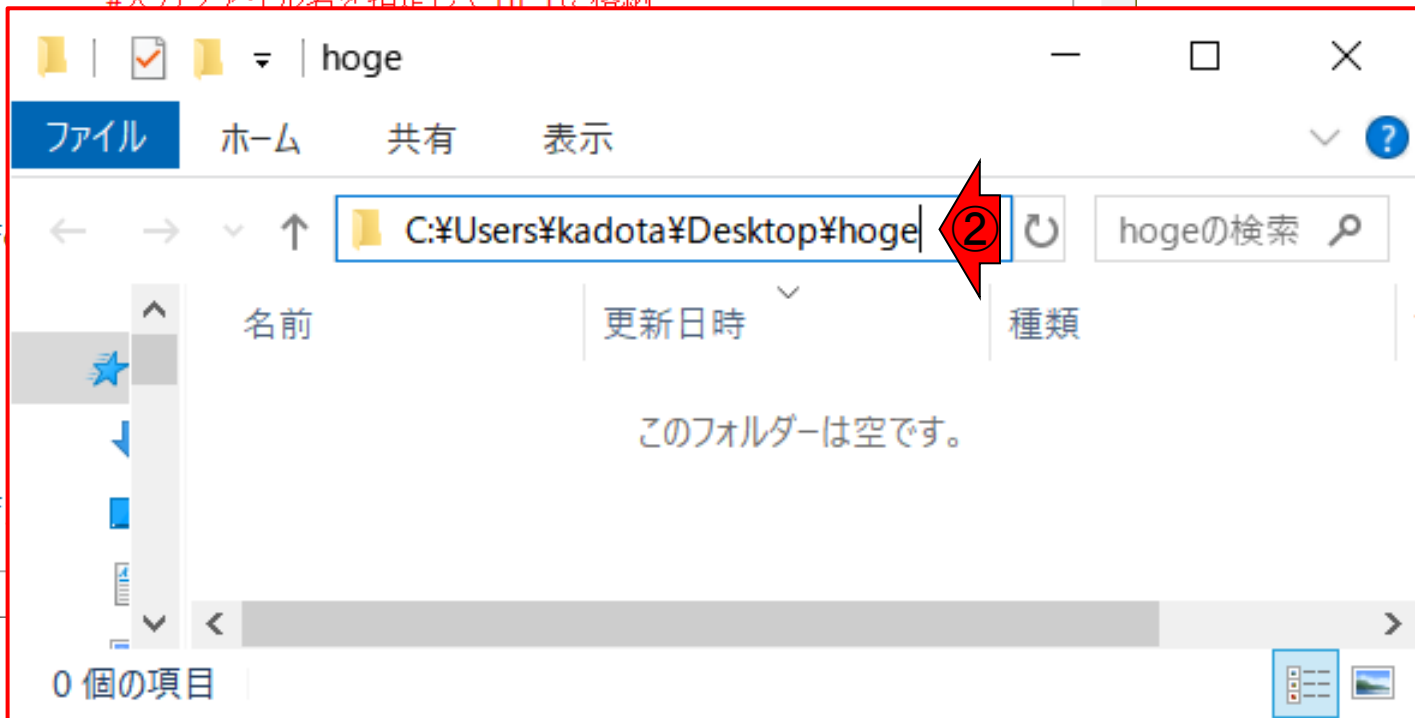 hoge
ファイル ホーム 共有 表示 ?
C:¥Users¥kadota¥Desktop¥hoge ② hogeの検索
名前 更新日時 種類
このフォルダーは空です。
0 個の項目